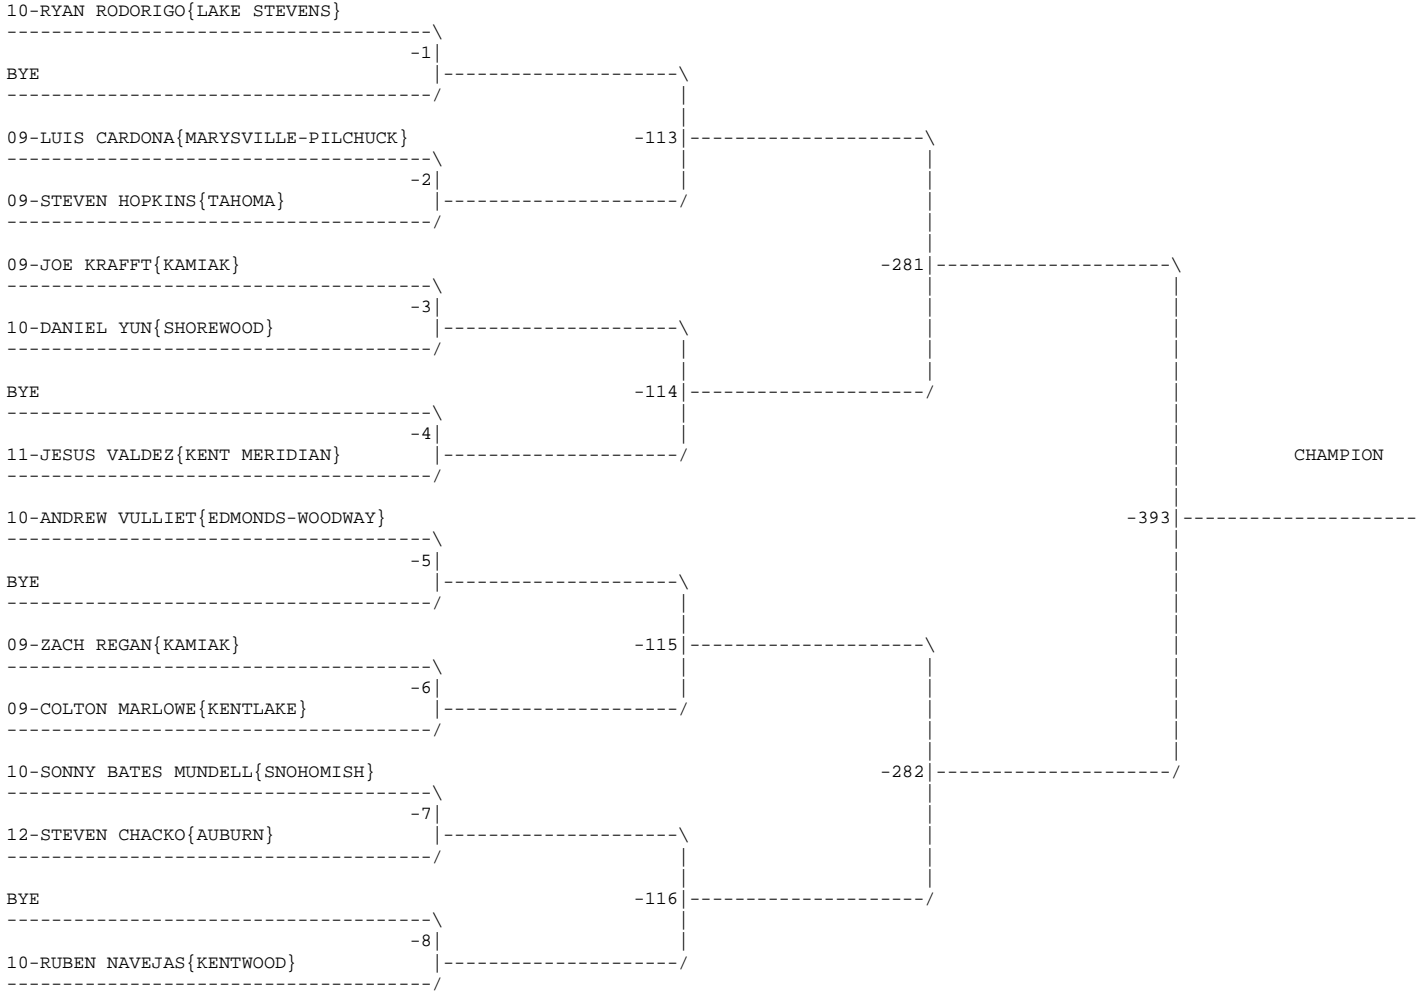 10-RYAN RODORIGO{LAKE STEVENS}
-1
BYE
09-LUIS CARDONA{MARYSVILLE-PILCHUCK}
-113
-2
09-STEVEN HOPKINS{TAHOMA}
09-JOE KRAFFT{KAMIAK}
-281
-3
10-DANIEL YUN{SHOREWOOD}
BYE
-114
-4
11-JESUS VALDEZ{KENT MERIDIAN}
CHAMPION
10-ANDREW VULLIET{EDMONDS-WOODWAY}
-393
-5
BYE
09-ZACH REGAN{KAMIAK}
-115
-6
09-COLTON MARLOWE{KENTLAKE}
10-SONNY BATES MUNDELL{SNOHOMISH}
-282
-7
12-STEVEN CHACKO{AUBURN}
BYE
-116
-8
10-RUBEN NAVEJAS{KENTWOOD}